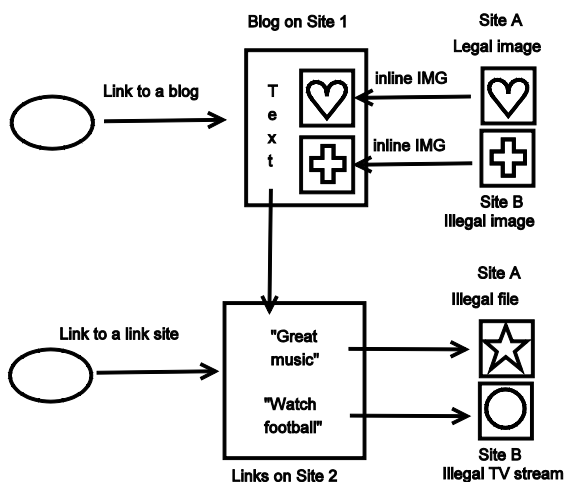 Blog on Site 1
Site A
Legal image
Link to a blog
Text
inline IMG
inline IMG
Site B
Illegal image
Site A
Illegal file
Link to a link site
"Great
music"
"Watch
football"
Site B
Illegal TV stream
Links on Site 2